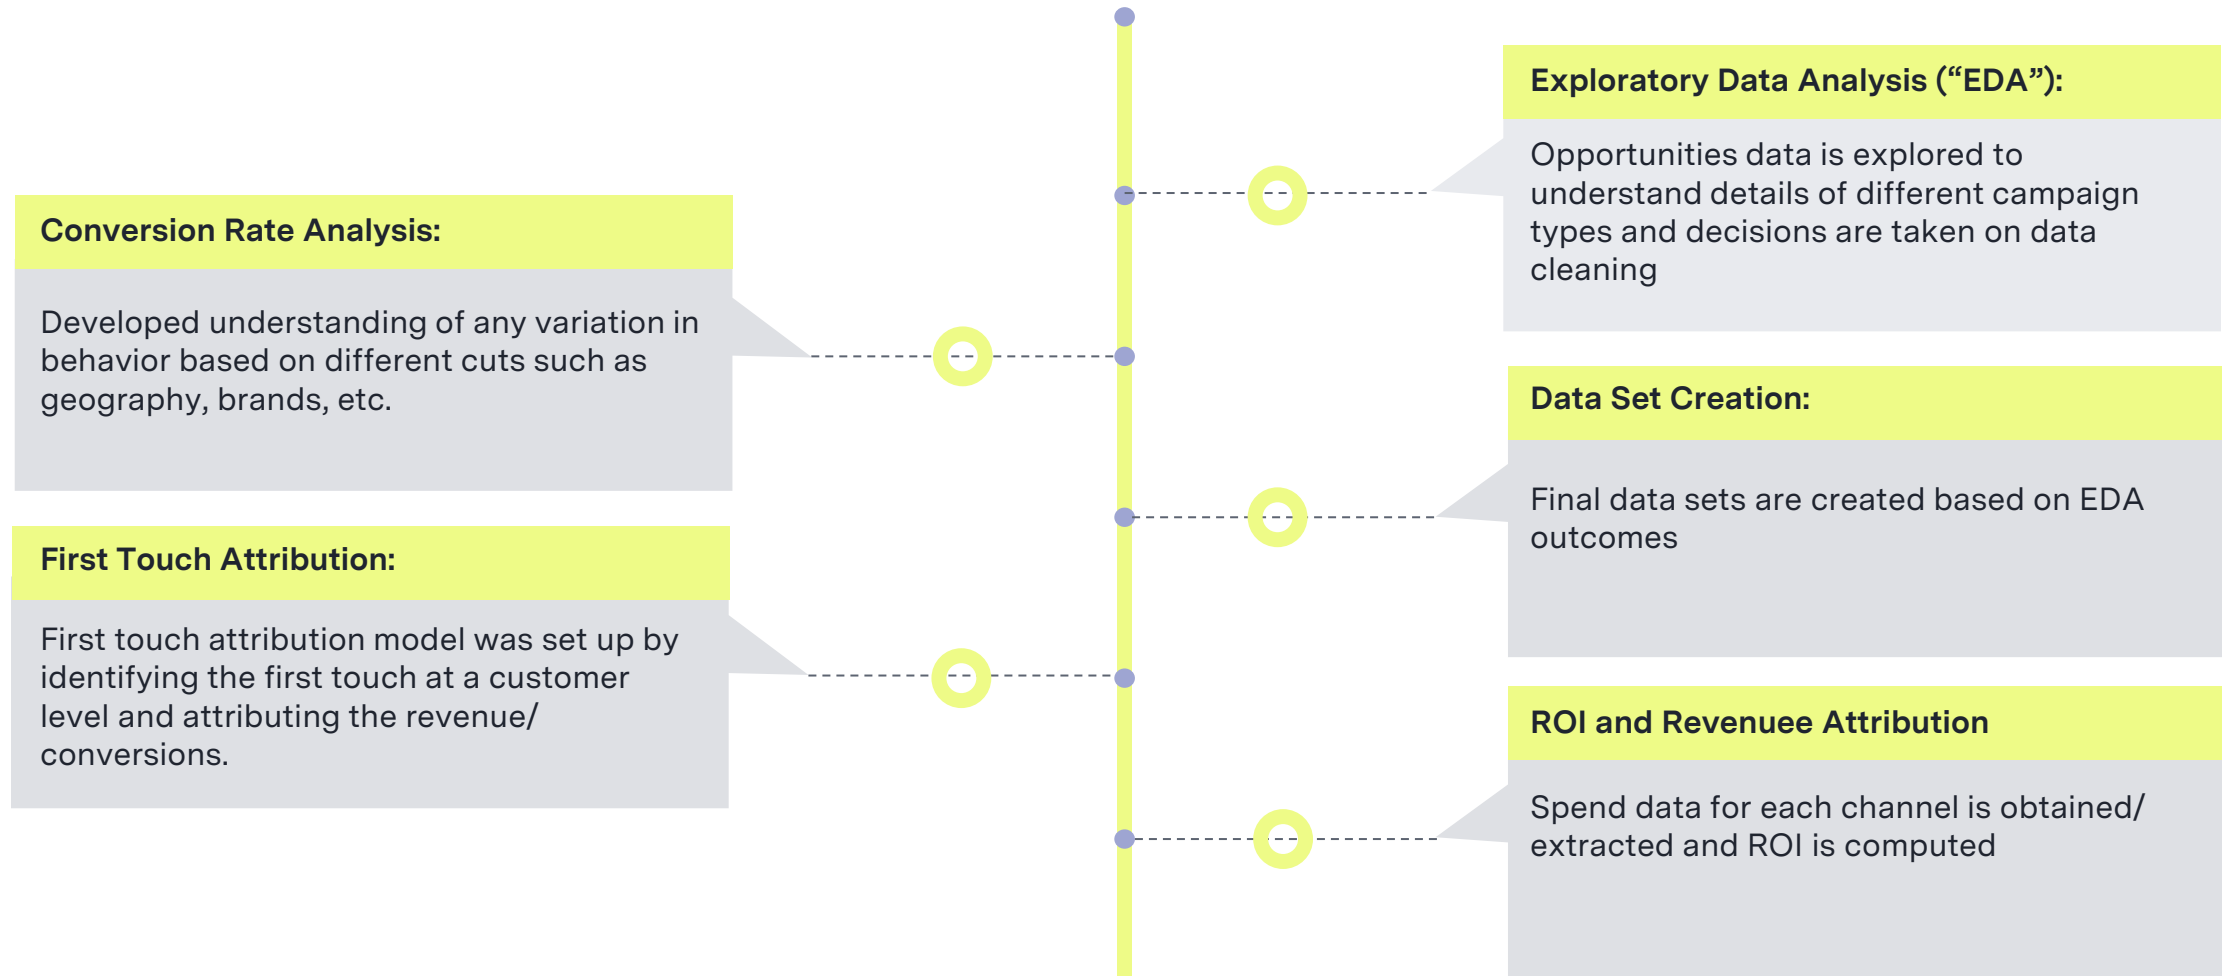 Exploratory Data Analysis (“EDA”):
Opportunities data is explored to
understand details of different campaign
types and decisions are taken on data
cleaning
Conversion Rate Analysis:
Developed understanding of any variation in
behavior based on different cuts such as
geography, brands, etc.
Data Set Creation:
Final data sets are created based on EDA
outcomes
First Touch Attribution:
First touch attribution model was set up by
identifying the first touch at a customer
level and attributing the revenue/
conversions.
ROI and Revenuee Attribution
Spend data for each channel is obtained/
extracted and ROI is computed